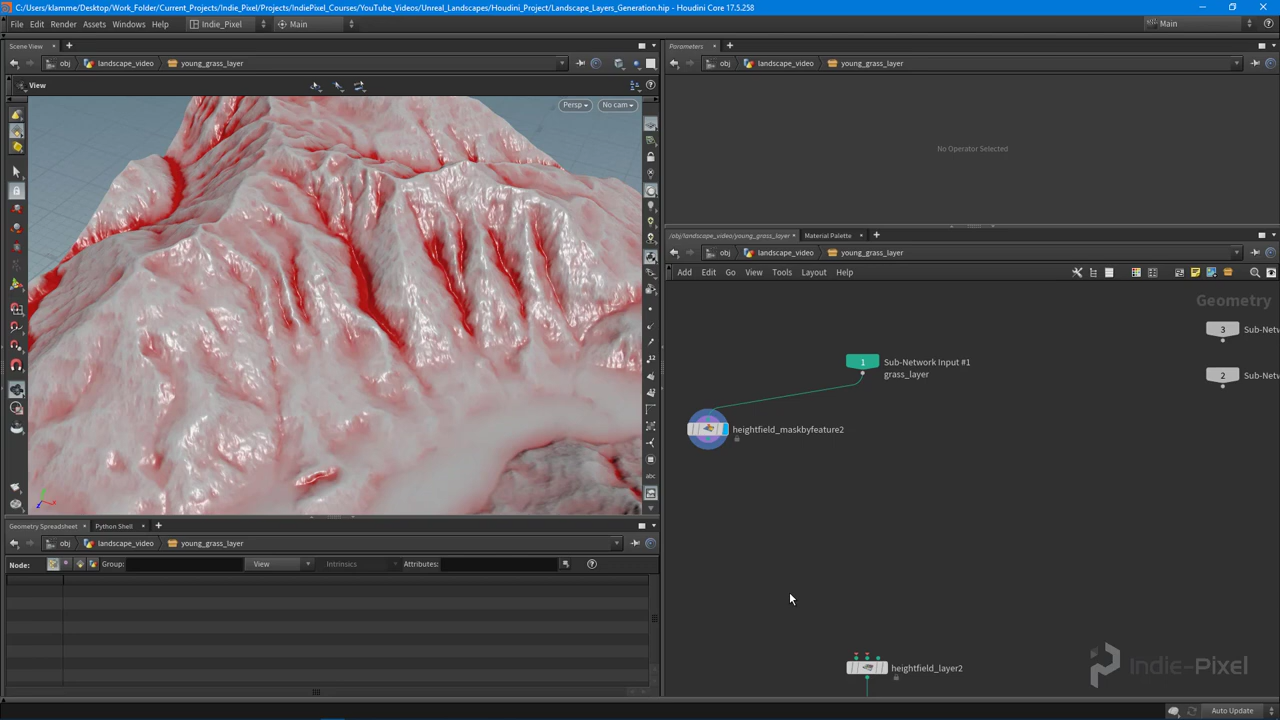 C:/Users/klamme/Desktop/Work_Folder/Current_Projects/Indie_Pixel/Projects/IndiePixel_Courses/YouTube_Videos/Unreal_Landscapes/Houdini_Project/Landscape_Layers_Generation.hip - Houdini Core 17.5.258
File Edit Render Assets Windows Help Indie_Pixel Main Main
Scene View
obj landscape_video young_grass_layer
View
Persp No cam
12
abc
Geometry Spreadsheet Python Shell
obj landscape_video young_grass_layer
Node: Group: View Intrinsics Attributes:
Parameters
obj landscape_video young_grass_layer
No Operator Selected
/obj/landscape_video/young_grass_layer Material Palette
obj landscape_video young_grass_layer
Add Edit Go View Tools Layout Help
Geometry
3 Sub-Netw
1 Sub-Network Input #1
grass_layer
2 Sub-Netw
heightfield_maskbyfeature2
heightfield_layer2
Indie-Pixel
Auto Update